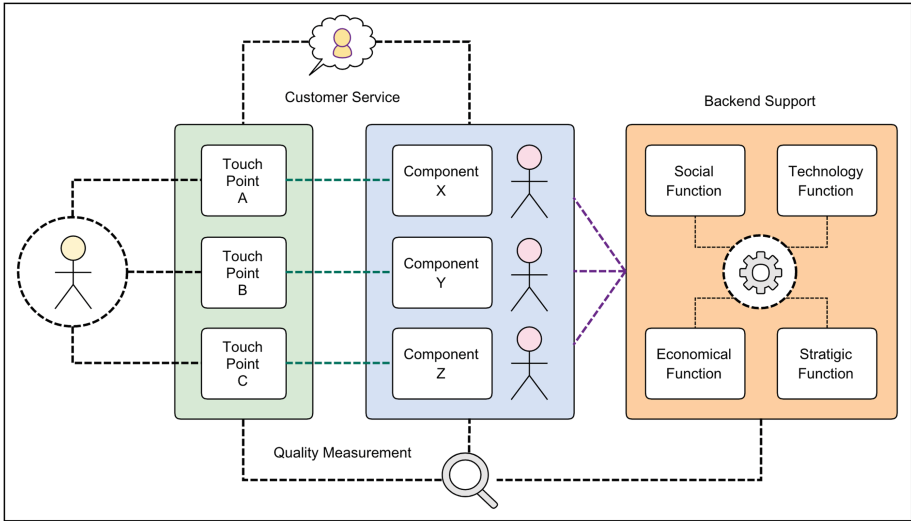 Customer Service
Backend Support
Touch
Point
A
Component
X
Social
Function
Technology
Function
Touch
Point
B
Component
Y
Touch
Point
C
Component
Z
Economical
Function
Stratigic
Function
Quality Measurement